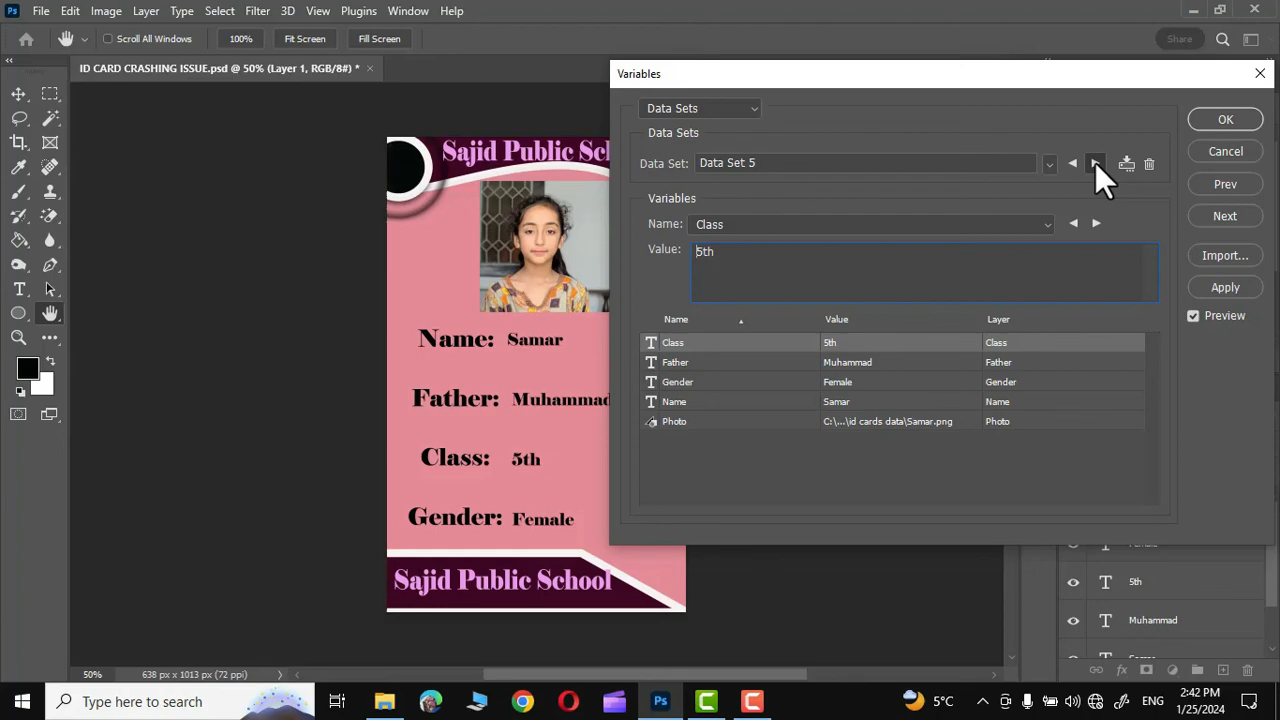 Ps File Edit Image Layer Type Select Filter 3D View Plugins Window Help
Scroll All Windows 100% Fit Screen Fill Screen Share
ID CARD CRASHING ISSUE.psd @ 50% (Layer 1, RGB/8#) *
Variables
Data Sets
OK
Data Sets
Data Set: Data Set 5
Cancel
Prev
Variables
Name: Class
Next
Value: 5th
Import...
Apply
Preview
Name Value Layer
Class 5th Class
Father Muhammad Father
Gender Female Gender
Name Samar Name
Photo C:\...\id cards data\Samar.png Photo
Sajid Public Sch
Name: Samar
Father: Muhammad
Class: 5th
Gender: Female
Sajid Public School
5th
Muhammad
50% 638 px x 1013 px (72 ppi)
Type here to search
5°C ENG 2:42 PM
1/25/2024